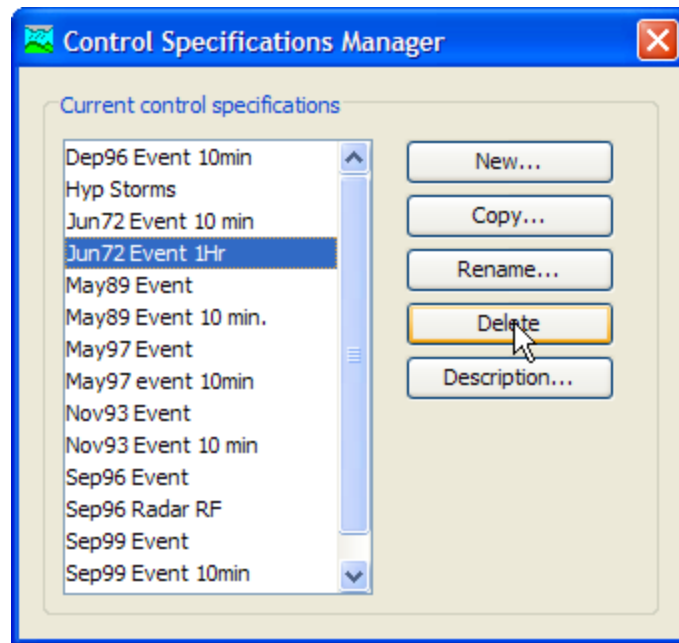 Control Specifications Manager
Current control specifications
Dep96 Event 10min
Hyp Storms
Jun72 Event 10 min
Jun72 Event 1Hr
May89 Event
May89 Event 10 min.
May97 Event
May97 event 10min
Nov93 Event
Nov93 Event 10 min
Sep96 Event
Sep96 Radar RF
Sep99 Event
Sep99 Event 10min
New...
Copy...
Rename...
Delete
Description...